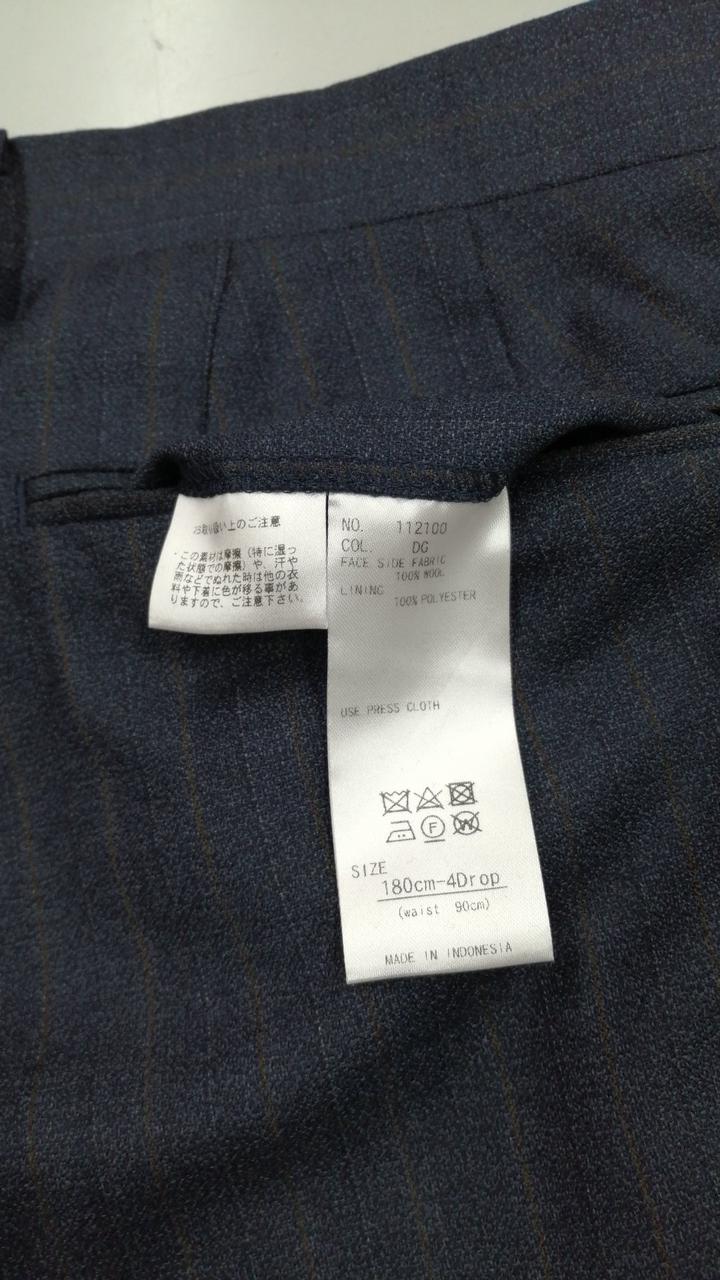 お取り扱い上のご注意
・この素材は摩擦（特に湿っ
た状態での摩擦）や、汗や
雨などでぬれた時は他の衣
料や下着に色が移る事があ
りますので、ご注意下さい。
NO. 112100
COL. DG
FACE SIDE FABRIC
100% WOOL
LINING
100% POLYESTER
USE PRESS CLOTH
F
W
SIZE
180cm-4Drop
(waist 90cm)
MADE IN INDONESIA